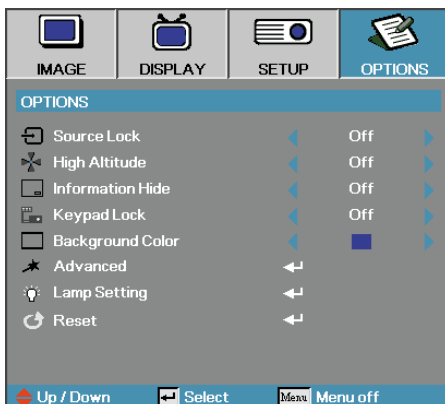 IMAGE DISPLAY SETUP OPTIONS
OPTIONS
Source Lock Off
High Altitude Off
Information Hide Off
Keypad Lock Off
Background Color
Advanced
Lamp Setting
Reset
Up / Down Select Menu Menu off